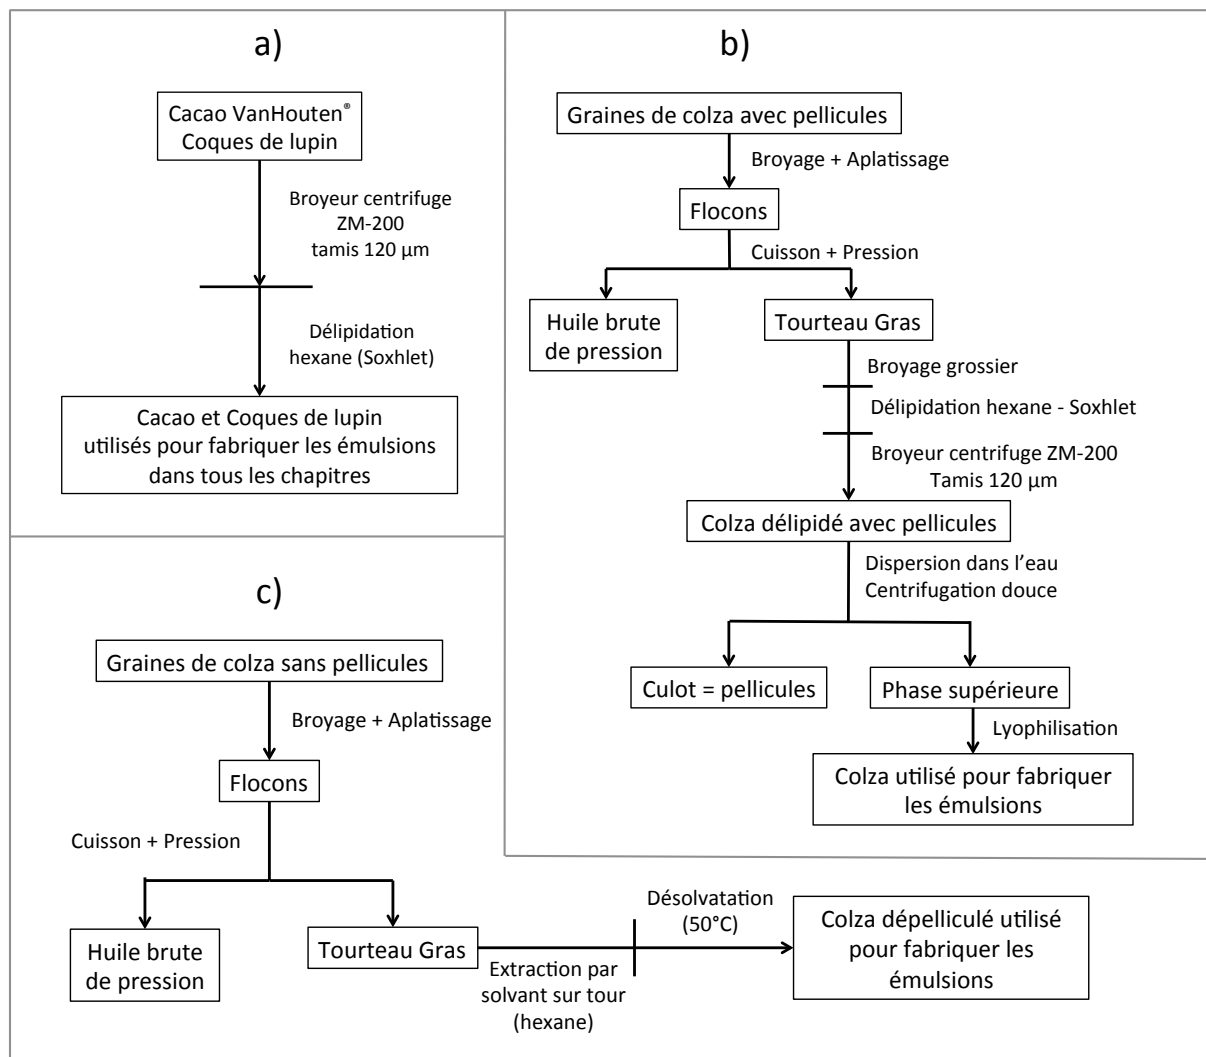 a)
Cacao VanHouten®
Coques de lupin
Broyeur centrifuge
ZM-200
tamis 120 µm
Délipidation
hexane (Soxhlet)
Cacao et Coques de lupin
utilisés pour fabriquer les émulsions
dans tous les chapitres
b)
Graines de colza avec pellicules
Broyage + Aplatissage
Flocons
Cuisson + Pression
Huile brute
de pression
Tourteau Gras
Broyage grossier
Délipidation hexane - Soxhlet
Broyeur centrifuge ZM-200
Tamis 120 µm
Colza délipidé avec pellicules
Dispersion dans l'eau
Centrifugation douce
Culot = pellicules
Phase supérieure
Lyophilisation
Colza utilisé pour fabriquer
les émulsions
c)
Graines de colza sans pellicules
Broyage + Aplatissage
Flocons
Cuisson + Pression
Huile brute
de pression
Tourteau Gras
Extraction par
solvant sur tour
(hexane)
Désolvatation
(50°C)
Colza dépelliculé utilisé
pour fabriquer les
émulsions